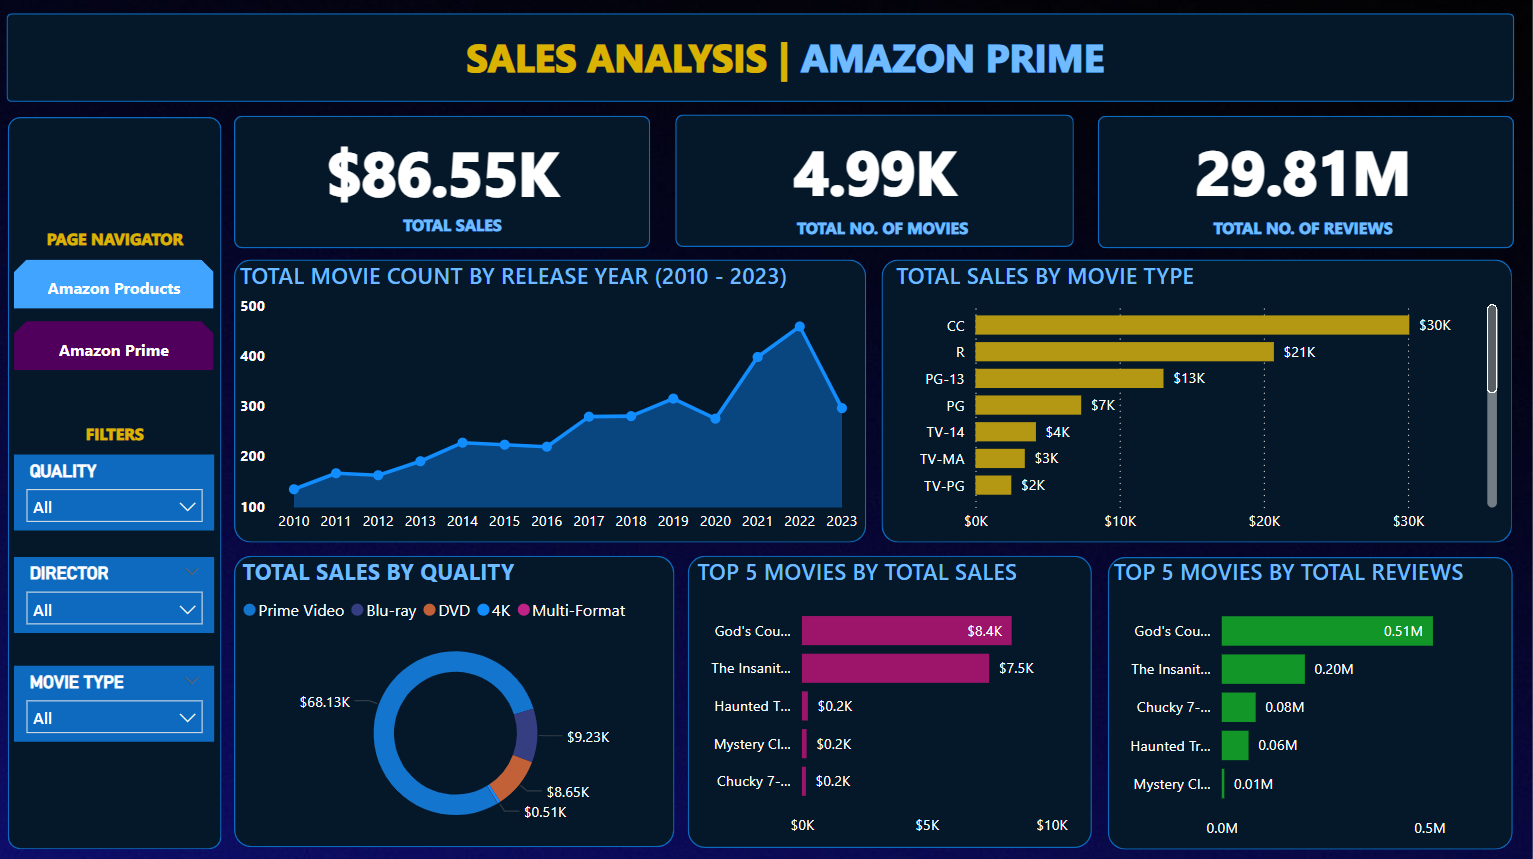 SALES ANALYSIS | AMAZON PRIME
$86.55K
TOTAL SALES
4.99K
TOTAL NO. OF MOVIES
29.81M
TOTAL NO. OF REVIEWS
PAGE NAVIGATOR
Amazon Products
Amazon Prime
FILTERS
QUALITY
All
DIRECTOR
All
MOVIE TYPE
All
TOTAL MOVIE COUNT BY RELEASE YEAR (2010 - 2023)
500
400
300
200
100
2010 2011 2012 2013 2014 2015 2016 2017 2018 2019 2020 2021 2022 2023
TOTAL SALES BY MOVIE TYPE
CC $30K
R $21K
PG-13 $13K
PG $7K
TV-14 $4K
TV-MA $3K
TV-PG $2K
$0K $10K $20K $30K
TOTAL SALES BY QUALITY
Prime Video Blu-ray DVD 4K Multi-Format
$68.13K
$9.23K
$8.65K
$0.51K
TOP 5 MOVIES BY TOTAL SALES
God's Cou... $8.4K
The Insanit... $7.5K
Haunted T... $0.2K
Mystery Cl... $0.2K
Chucky 7-... $0.2K
$0K $5K $10K
TOP 5 MOVIES BY TOTAL REVIEWS
God's Cou... 0.51M
The Insanit... 0.20M
Chucky 7-... 0.08M
Haunted Tr... 0.06M
Mystery Cl... 0.01M
0.0M 0.5M